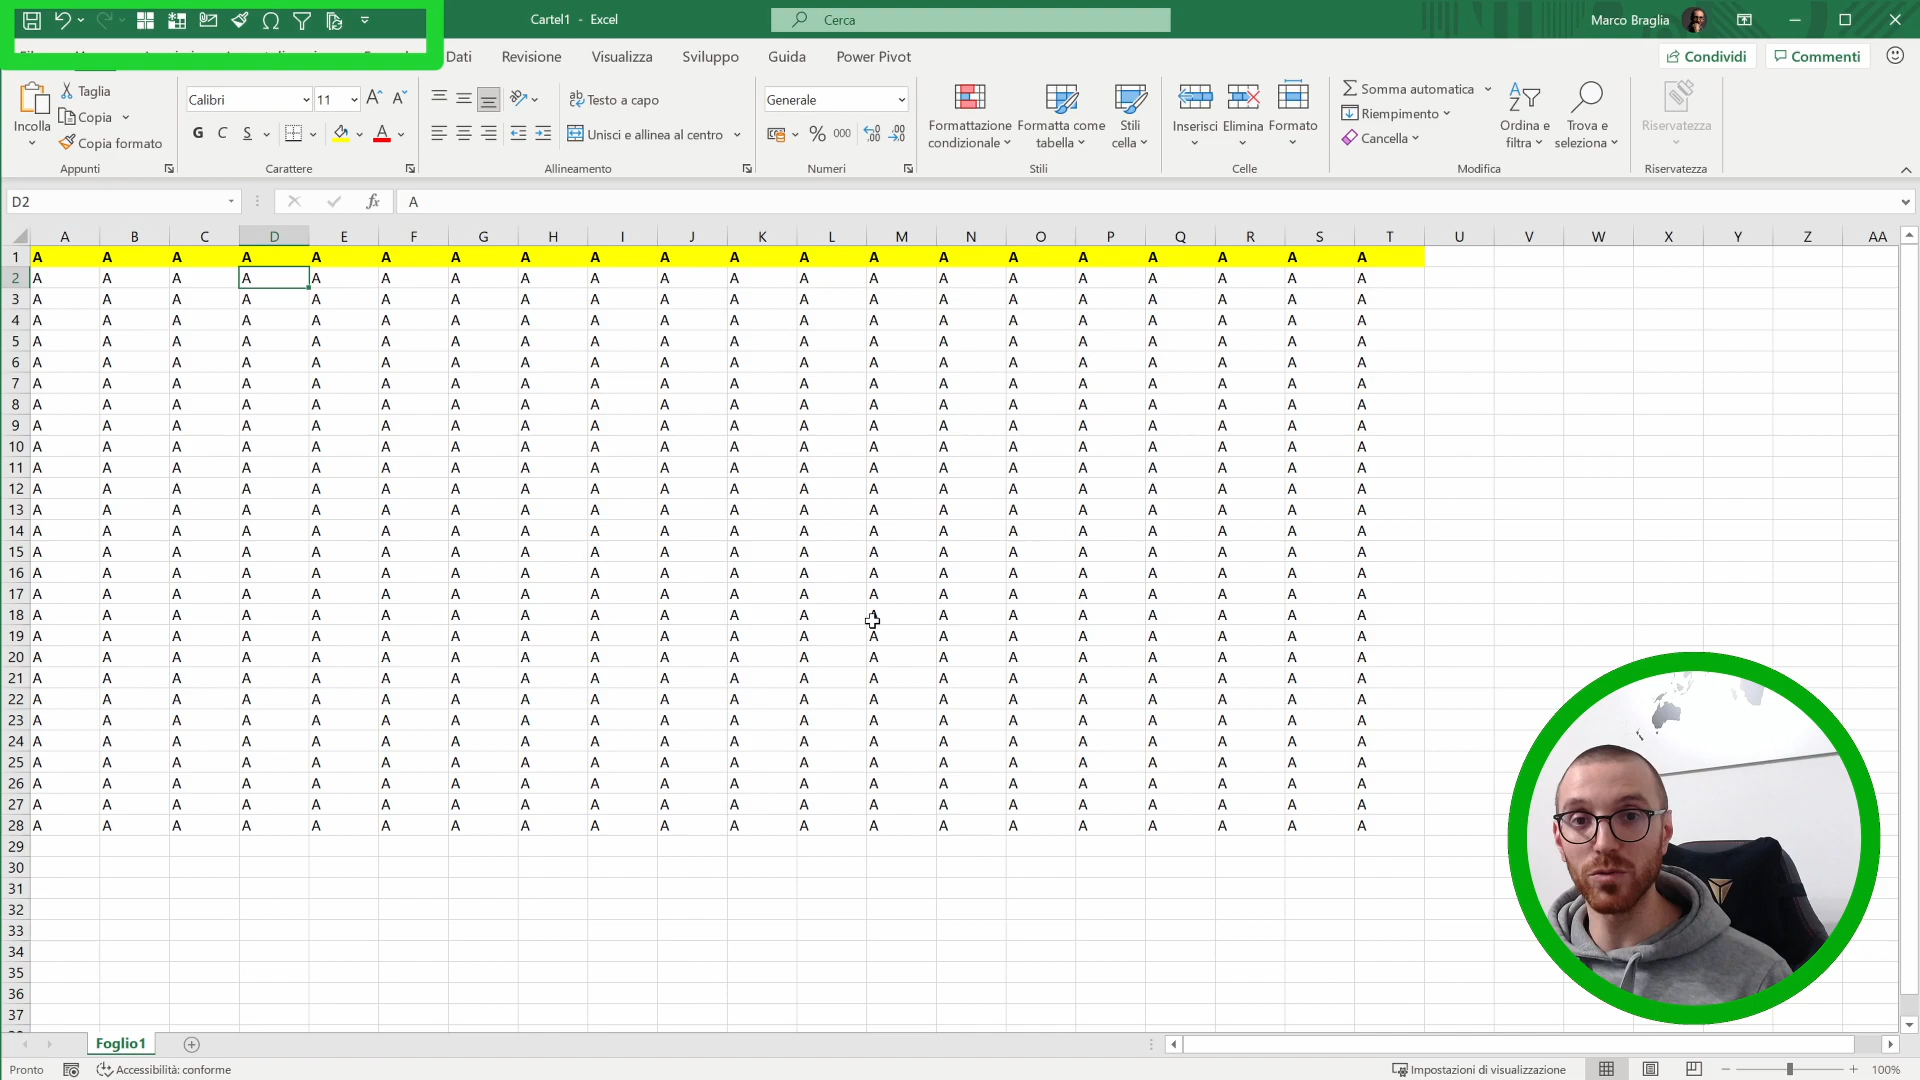 Cartel1 - Excel
Cerca
Marco Braglia
Dati Revisione Visualizza Sviluppo Guida Power Pivot
Condividi Commenti
Incolla
Taglia
Copia
Copia formato
Appunti
Calibri 11
G C S
Carattere
Testo a capo
Unisci e allinea al centro
Allineamento
Generale
% 000
Numeri
Formattazione condizionale
Formatta come tabella
Stili cella
Stili
Inserisci Elimina Formato
Celle
Somma automatica
Riempimento
Cancella
Ordina e filtra
Trova e seleziona
Modifica
Riservatezza
Riservatezza
D2 fx A
A B C D E F G H I J K L M N O P Q R S T U V W X Y Z AA
1 A A A A A A A A A A A A A A A A A A A A
2 A A A A A A A A A A A A A A A A A A A A
3 A A A A A A A A A A A A A A A A A A A A
4 A A A A A A A A A A A A A A A A A A A A
5 A A A A A A A A A A A A A A A A A A A A
6 A A A A A A A A A A A A A A A A A A A A
7 A A A A A A A A A A A A A A A A A A A A
8 A A A A A A A A A A A A A A A A A A A A
9 A A A A A A A A A A A A A A A A A A A A
10 A A A A A A A A A A A A A A A A A A A A
11 A A A A A A A A A A A A A A A A A A A A
12 A A A A A A A A A A A A A A A A A A A A
13 A A A A A A A A A A A A A A A A A A A A
14 A A A A A A A A A A A A A A A A A A A A
15 A A A A A A A A A A A A A A A A A A A A
16 A A A A A A A A A A A A A A A A A A A A
17 A A A A A A A A A A A A A A A A A A A A
18 A A A A A A A A A A A A A A A A A A A A
19 A A A A A A A A A A A A A A A A A A A A
20 A A A A A A A A A A A A A A A A A A A A
21 A A A A A A A A A A A A A A A A A A A A
22 A A A A A A A A A A A A A A A A A A A A
23 A A A A A A A A A A A A A A A A A A A A
24 A A A A A A A A A A A A A A A A A A A A
25 A A A A A A A A A A A A A A A A A A A A
26 A A A A A A A A A A A A A A A A A A A A
27 A A A A A A A A A A A A A A A A A A A A
28 A A A A A A A A A A A A A A A A A A A A
29
30
31
32
33
34
35
36
37
Foglio1
Pronto Accessibilità: conforme
Impostazioni di visualizzazione
100%